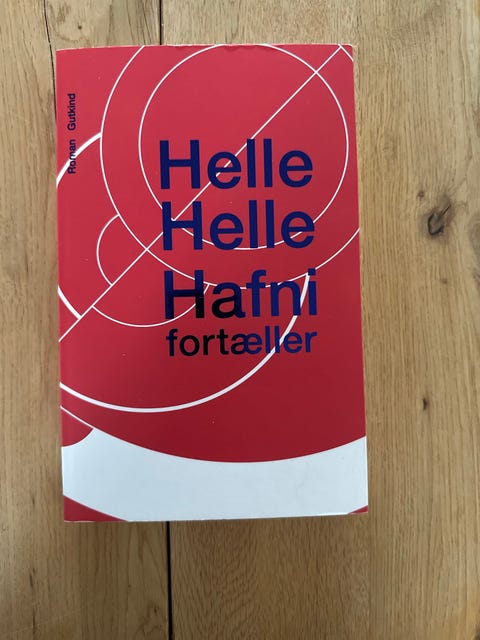 Roman Gutkind
Helle
Helle
Hafni
fortæller